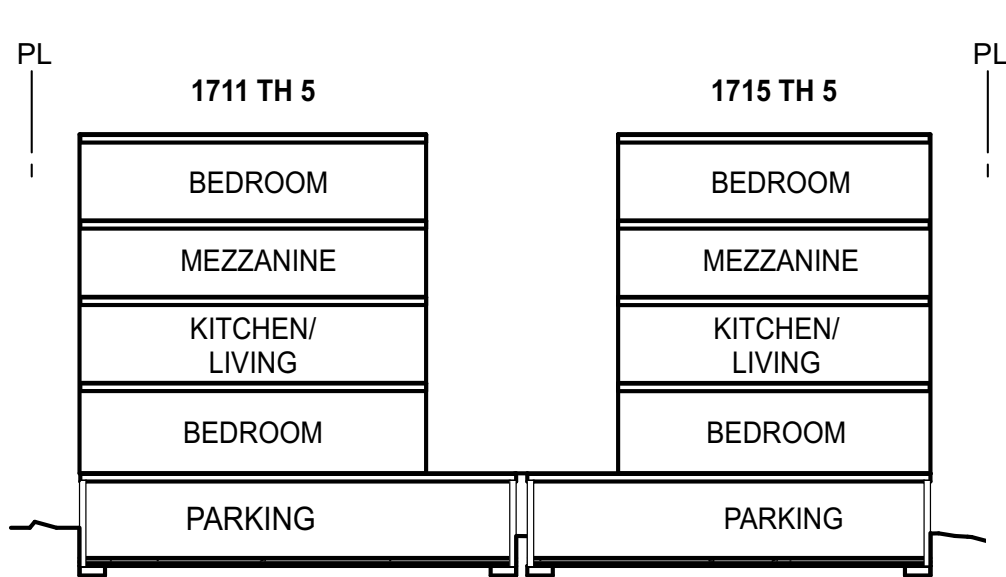 PL
PL
1711 TH 5
1715 TH 5
BEDROOM
BEDROOM
MEZZANINE
MEZZANINE
KITCHEN/
LIVING
KITCHEN/
LIVING
BEDROOM
BEDROOM
PARKING
PARKING